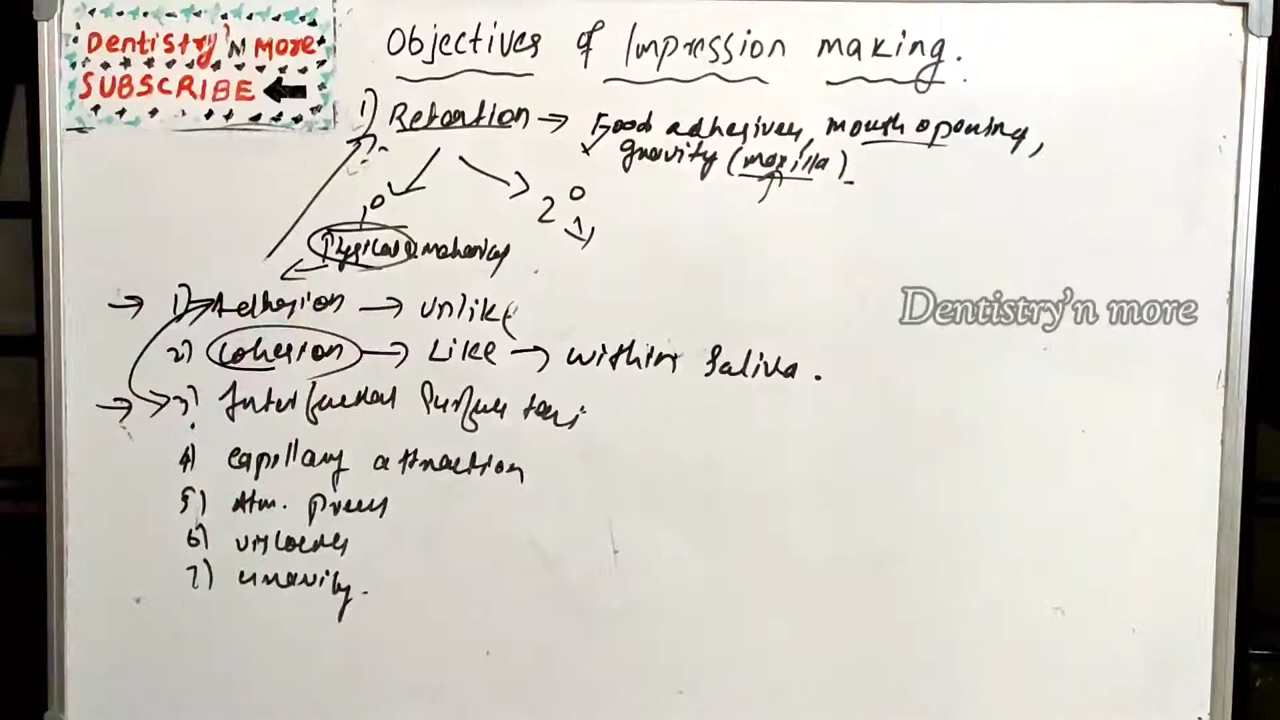 Dentistry'N more
SUBSCRIBE
Objectives of Impression making.
1) Retention → Food adhesives, mouth opening,
gravity (maxilla)
1° 2°
Physical mechanical
1) Adhesion → unlike
2) Cohesion → Like → within Saliva.
3) Interfacial Surface tens
4) capillary attraction
5) Atm. press
6)
7) Gravity.
Dentistry'n more